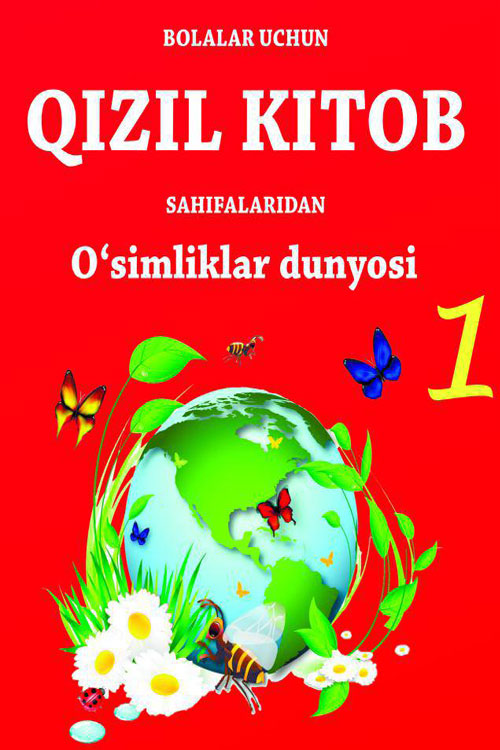 BOLALAR UCHUN
QIZIL KITOB
SAHIFALARIDAN
O‘simliklar dunyosi
1